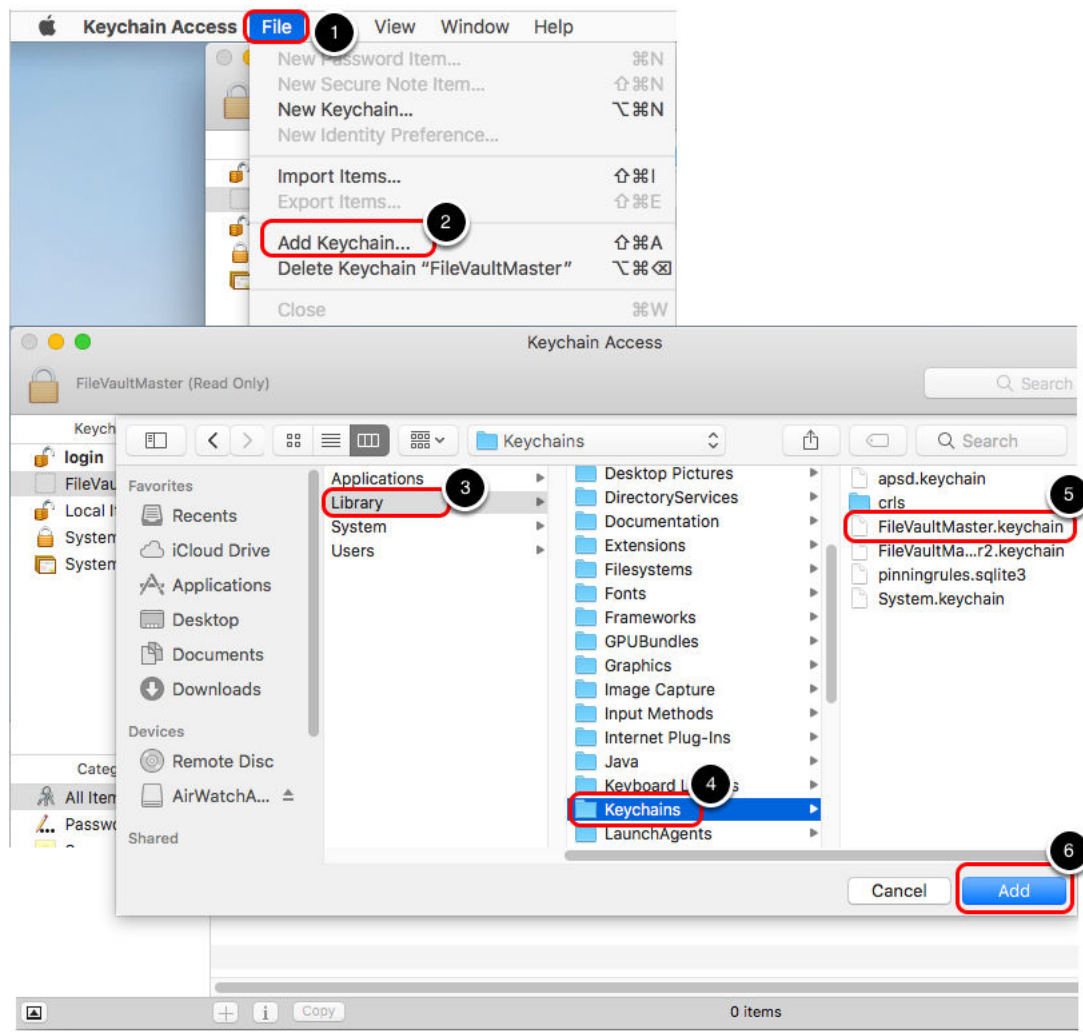 Keychain Access File 1 View Window Help
New Password Item... ⌘N
New Secure Note Item... ⇧⌘N
New Keychain... ⌥⌘N
New Identity Preference...
Import Items... ⇧⌘I
Export Items... ⇧⌘E
2
Add Keychain... ⇧⌘A
Delete Keychain “FileVaultMaster” ⌥⌘⌫
Close ⌘W
Keychain Access
FileVaultMaster (Read Only)
Search
Keych
login
FileVau
Local I
System
System
Categ
All Item
Passw
Keychains
Search
Favorites
Recents
iCloud Drive
Applications
Desktop
Documents
Downloads
Devices
Remote Disc
AirWatchA...
Shared
Applications
3
Library
System
Users
Desktop Pictures
DirectoryServices
Documentation
Extensions
Filesystems
Fonts
Frameworks
GPUBundles
Graphics
Image Capture
Input Methods
Internet Plug-Ins
Java
Keyboard L s
4
Keychains
LaunchAgents
apsd.keychain
5
crls
FileVaultMaster.keychain
FileVaultMa...r2.keychain
pinningrules.sqlite3
System.keychain
6
Cancel Add
Copy
0 items